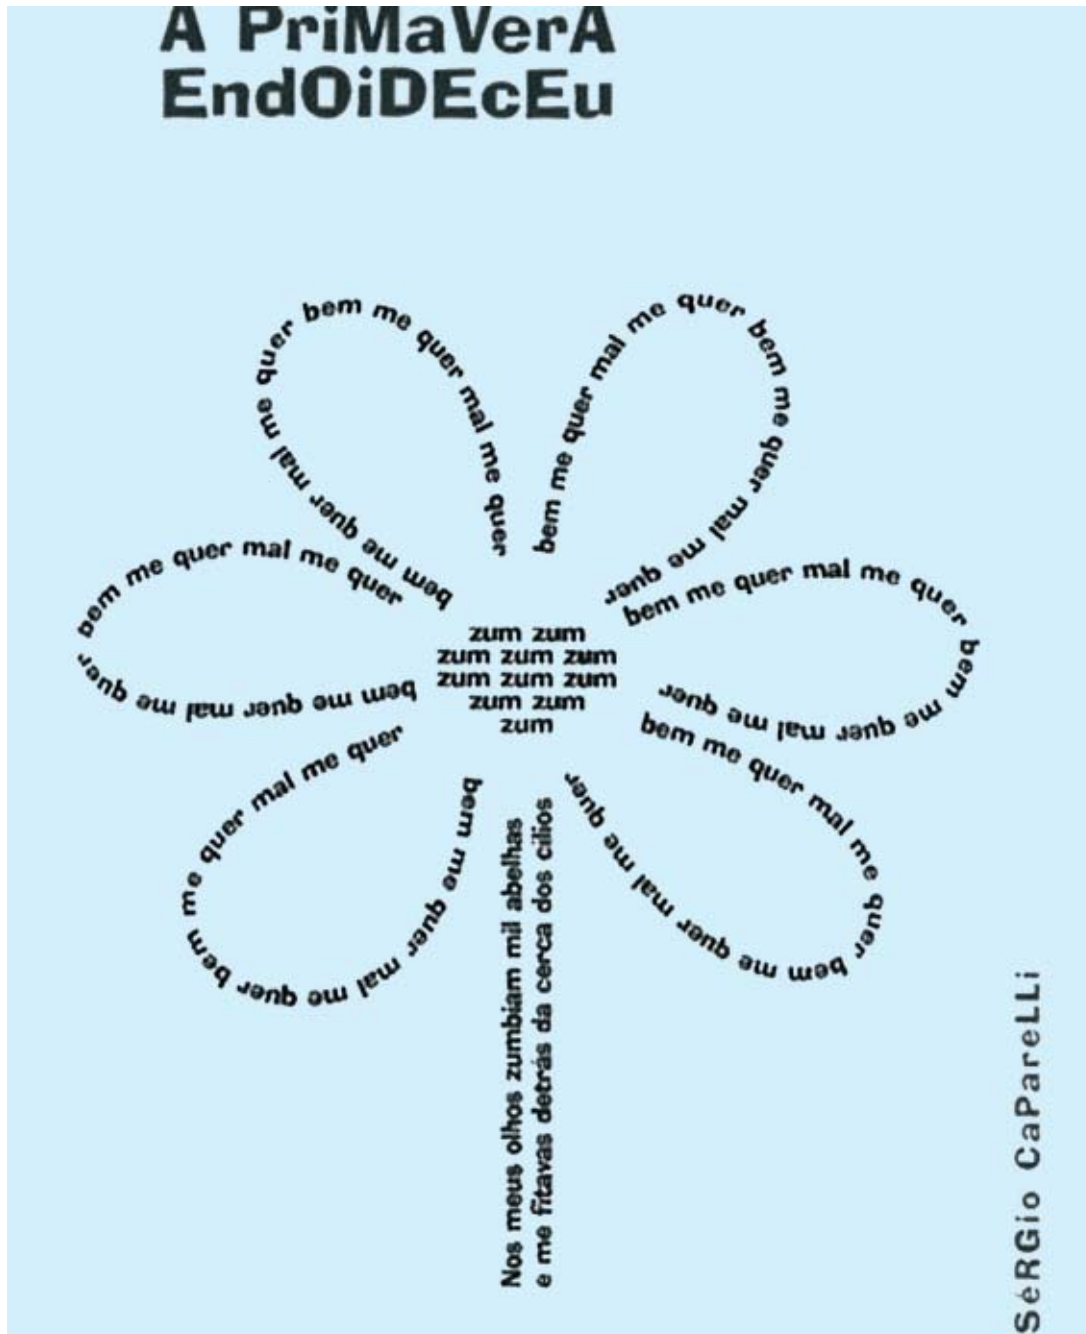 A PriMaVerA
EndOiDEcEu
bem me quer mal me quer bem me quer mal me quer
bem me quer mal me quer bem me quer mal me quer
bem me quer mal me quer bem me quer mal me quer
bem me quer mal me quer bem me quer mal me quer
zum zum
zum zum zum
zum zum zum
zum zum
zum
bem me quer mal me quer bem me quer mal me quer
bem me quer mal me quer bem me quer mal me quer
Nos meus olhos zumbiam mil abelhas
e me fitavas detrás da cerca dos cílios
SéRGio CaPareLLi